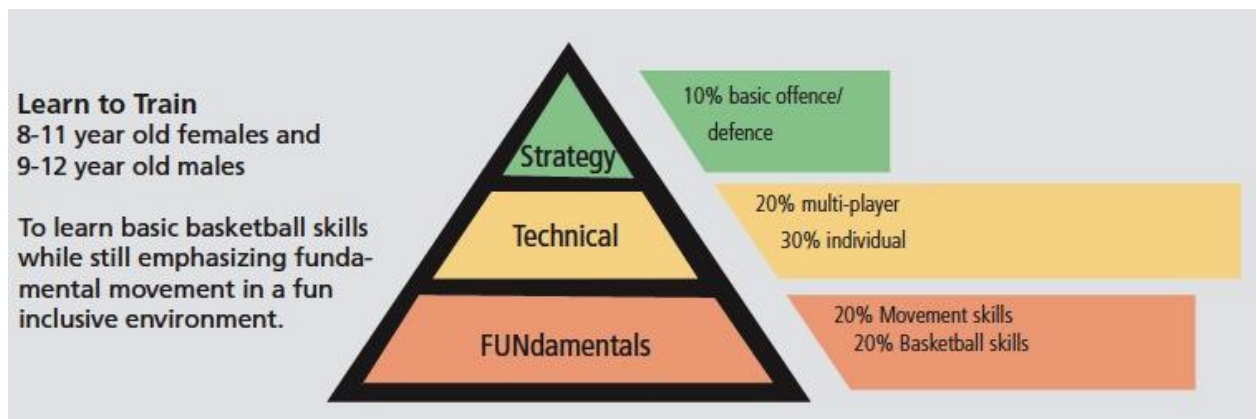 Learn to Train
8-11 year old females and
9-12 year old males
To learn basic basketball skills
while still emphasizing funda-
mental movement in a fun
inclusive environment.
Strategy
Technical
FUNdamentals
10% basic offence/
defence
20% multi-player
30% individual
20% Movement skills
20% Basketball skills